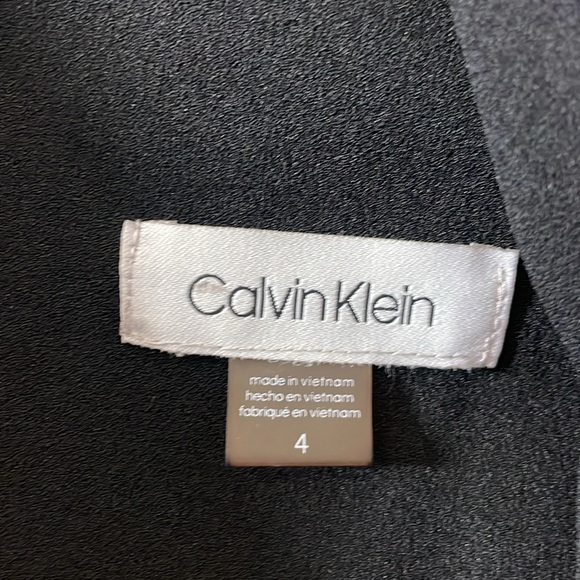 Calvin Klein
made in vietnam
hecho en vietnam
fabriqué en vietnam
4